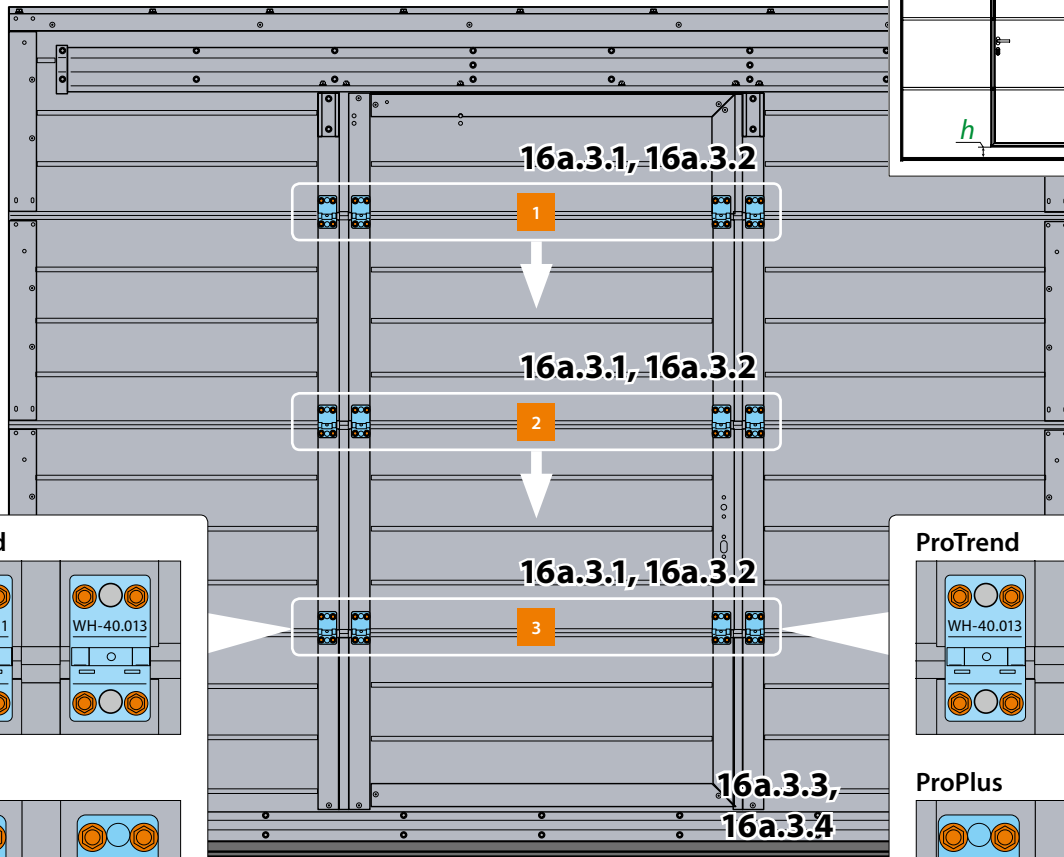 h
16a.3.1, 16a.3.2
1
16a.3.1, 16a.3.2
2
16a.3.1, 16a.3.2
3
WH-40.013
ProTrend
WH-40.013
ProPlus
16a.3.3,
16a.3.4